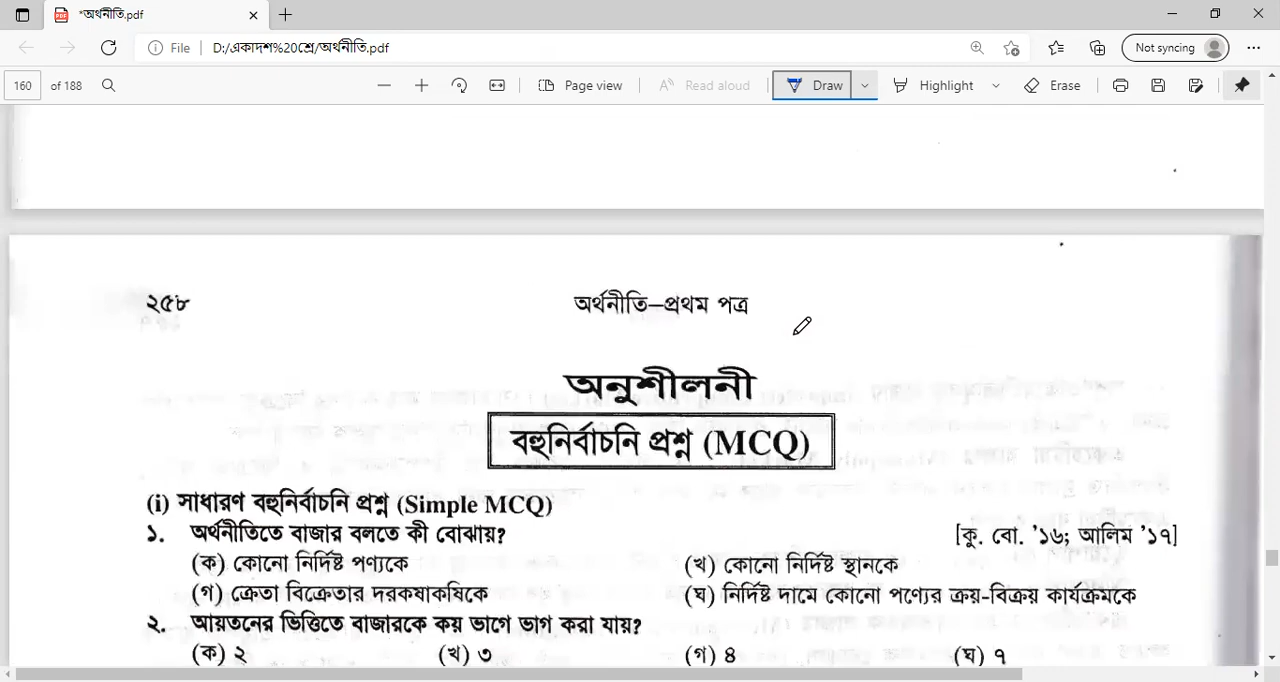 *অর্থনীতি.pdf
File D:/একাদশ%20শ্রে/অর্থনীতি.pdf
Not syncing
160 of 188
Page view
Read aloud
Draw
Highlight
Erase
২৫৮
অর্থনীতি–প্রথম পত্র
অনুশীলনী
বহুনির্বাচনি প্রশ্ন (MCQ)
(i) সাধারণ বহুনির্বাচনি প্রশ্ন (Simple MCQ)
১. অর্থনীতিতে বাজার বলতে কী বোঝায়? [কু. বো. '১৬; আলিম '১৭]
(ক) কোনো নির্দিষ্ট পণ্যকে (খ) কোনো নির্দিষ্ট স্থানকে
(গ) ক্রেতা বিক্রেতার দরকষাকষিকে (ঘ) নির্দিষ্ট দামে কোনো পণ্যের ক্রয়-বিক্রয় কার্যক্রমকে
২. আয়তনের ভিত্তিতে বাজারকে কয় ভাগে ভাগ করা যায়?
(ক) ২ (খ) ৩ (গ) ৪ (ঘ) ৭